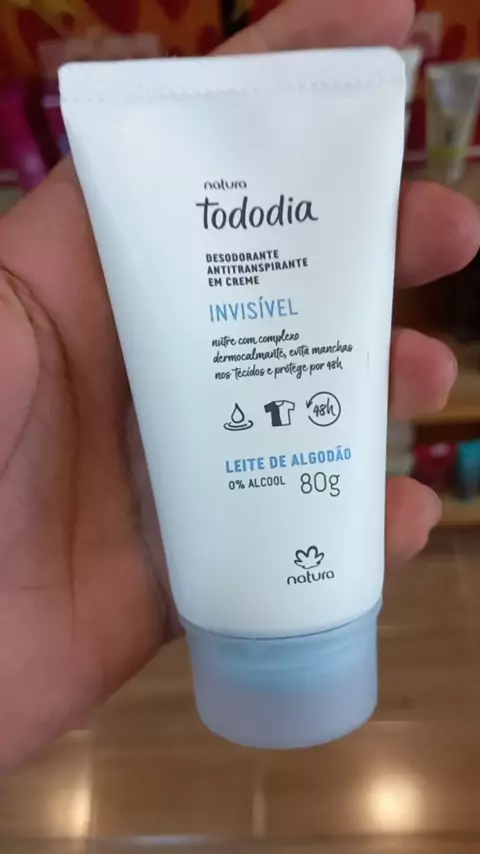 natura
Tododia
DESODORANTE
ANTITRANSPIRANTE
EM CREME
INVISÍVEL
nutre com complexo
dermocalmante, evita manchas
nos tecidos e protege por 48h
48h
LEITE DE ALGODÃO
0% ALCOOL 80g
natura